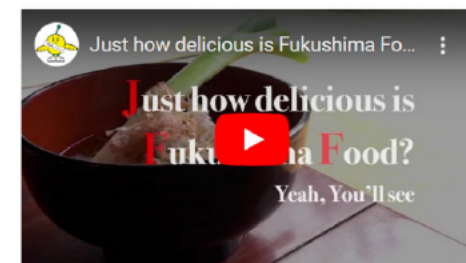 Just how delicious is Fukushima Fo...
Just how delicious is
Food?
Yeah, You'll see